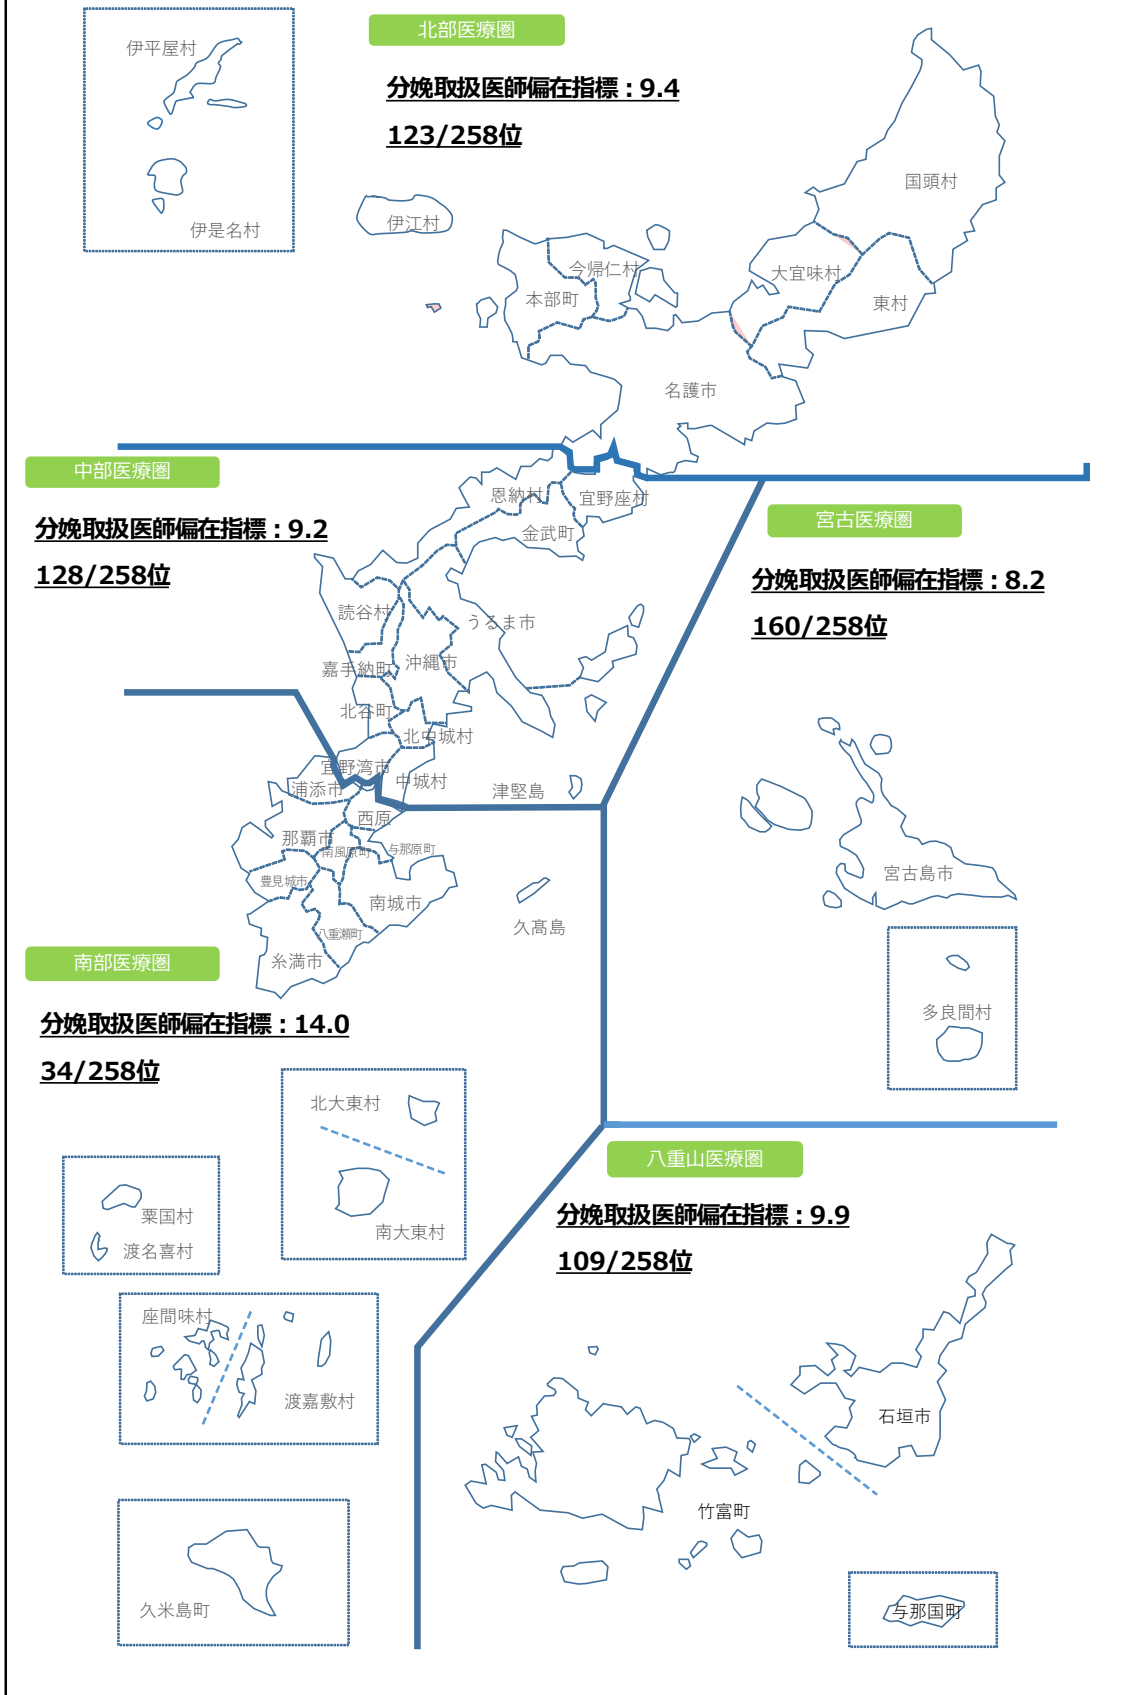 伊平屋村
伊是名村
北部医療圏
分娩取扱医師偏在指標：9.4
123/258位
国頭村
伊江村
今帰仁村
大宜味村
本部町
東村
名護市
中部医療圏
分娩取扱医師偏在指標：9.2
128/258位
恩納村
宜野座村
金武町
宮古医療圏
分娩取扱医師偏在指標：8.2
160/258位
読谷村
うるま市
嘉手納町
沖縄市
北谷町
北中城村
宜野湾市
中城村
津堅島
浦添市
西原
那覇市
南風原町
与那原町
豊見城市
南城市
久髙島
八重瀬町
糸満市
宮古島市
多良間村
南部医療圏
分娩取扱医師偏在指標：14.0
34/258位
北大東村
南大東村
粟国村
渡名喜村
座間味村
渡嘉敷村
久米島町
八重山医療圏
分娩取扱医師偏在指標：9.9
109/258位
石垣市
竹富町
与那国町